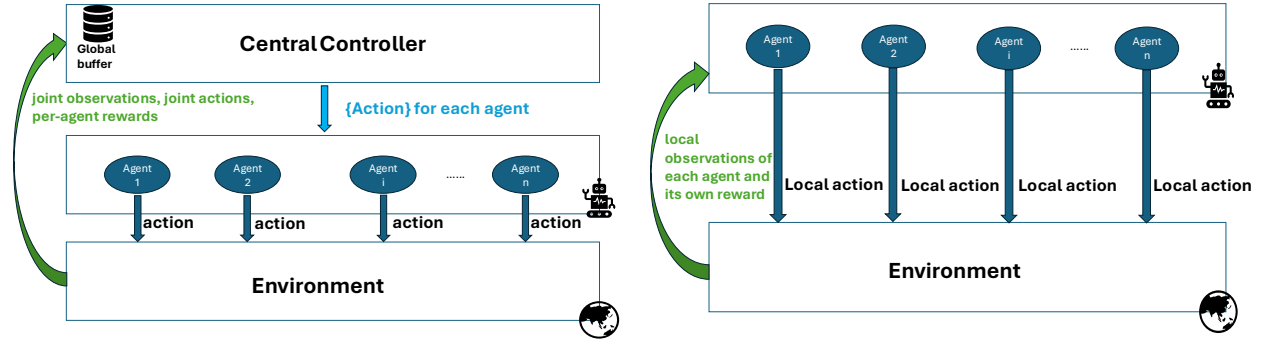 Global
buffer
Central Controller
joint observations, joint actions,
per-agent rewards
{Action} for each agent
Agent
1
Agent
2
Agent
i
......
Agent
n
action
action
action
action
Environment
Agent
1
Agent
2
Agent
i
......
Agent
n
local
observations of
each agent and
its own reward
Local action
Local action
Local action
Local action
Environment